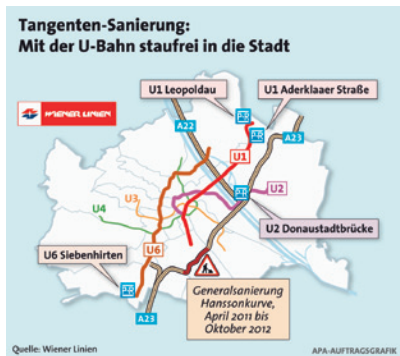 Tangenten-Sanierung:
Mit der U-Bahn staufrei in die Stadt
U1 Leopoldau
U1 Aderklaaer Straße
WIENER LINIEN
A22
P+R
P+R
A23
U1
U3
U2
U4
P+R
U6
U2 Donaustadtbrücke
U6 Siebenhirten
P+R
A23
Generalsanierung
Hanssonkurve,
April 2011 bis
Oktober 2012
Quelle: Wiener Linien
APA-AUFTRAGSGRAFIK